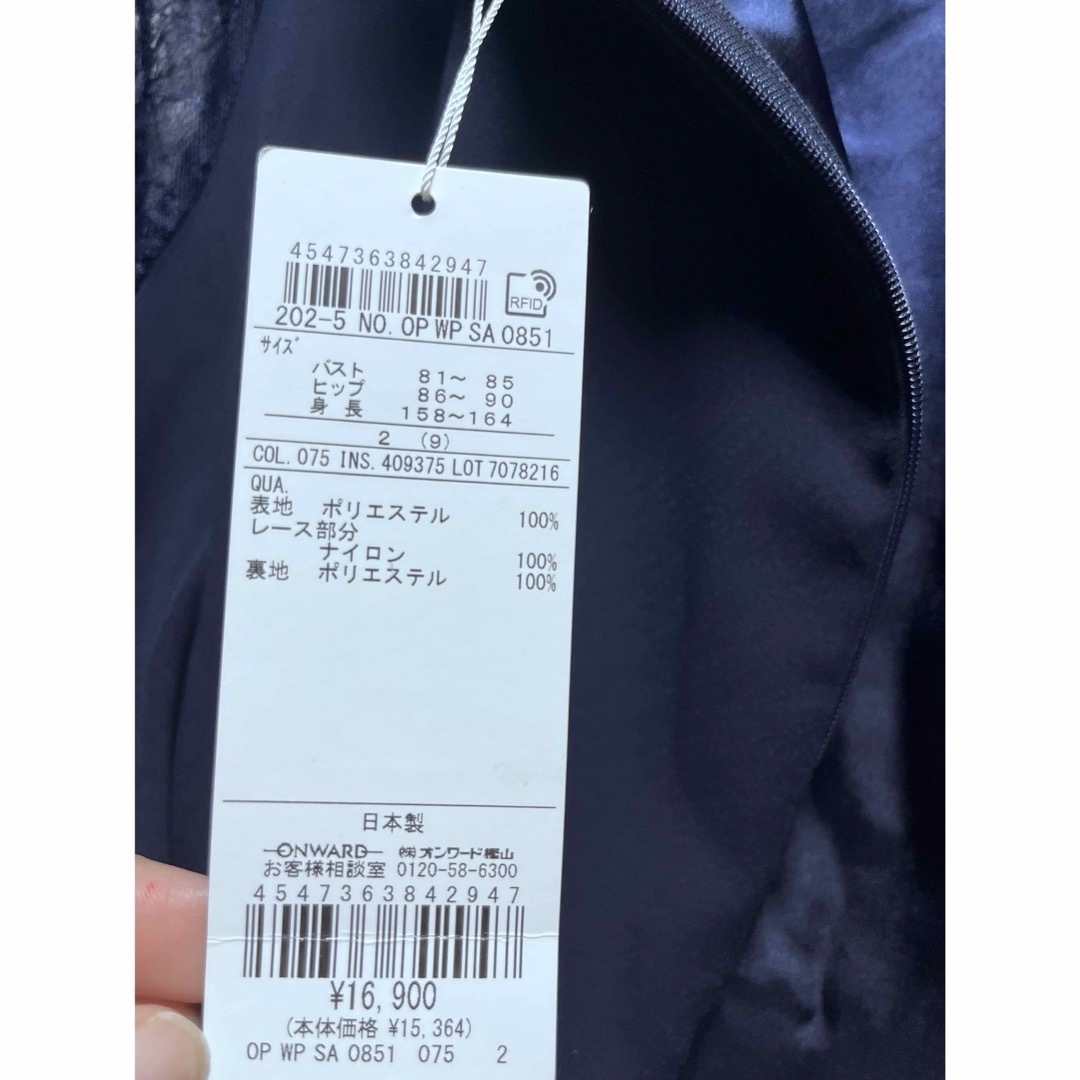 4547363842947
RFID
202-5 NO. OP WP SA 0851
サイズ
バスト 81～ 85
ヒップ 86～ 90
身 長 158～164
2 (9)
COL. 075 INS. 409375 LOT 7078216
QUA.
表地 ポリエステル 100%
レース部分
ナイロン 100%
裏地 ポリエステル 100%
日本製
ONWARD ㈱オンワード樫山
お客様相談室 0120-58-6300
4547363842947
¥16,900
(本体価格 ¥15,364)
OP WP SA 0851 075 2